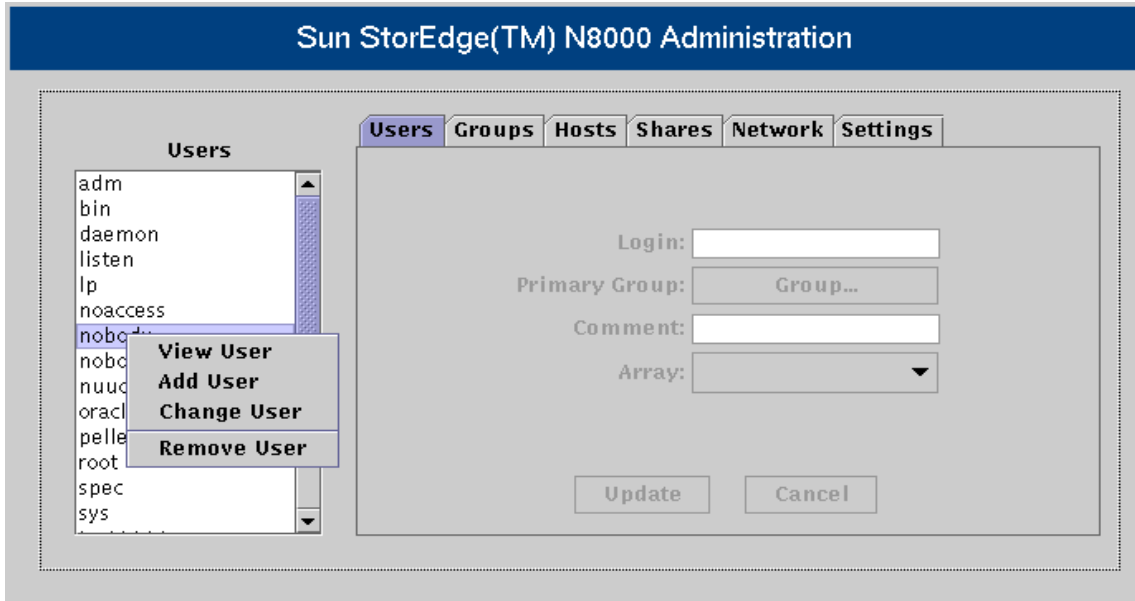 Sun StorEdge(TM) N8000 Administration
Users Groups Hosts Shares Network Settings
Users
adm
bin
daemon
listen
lp
noaccess
nobody
View User
Add User
Change User
Remove User
root
spec
sys
Login:
Primary Group: Group...
Comment:
Array:
Update Cancel